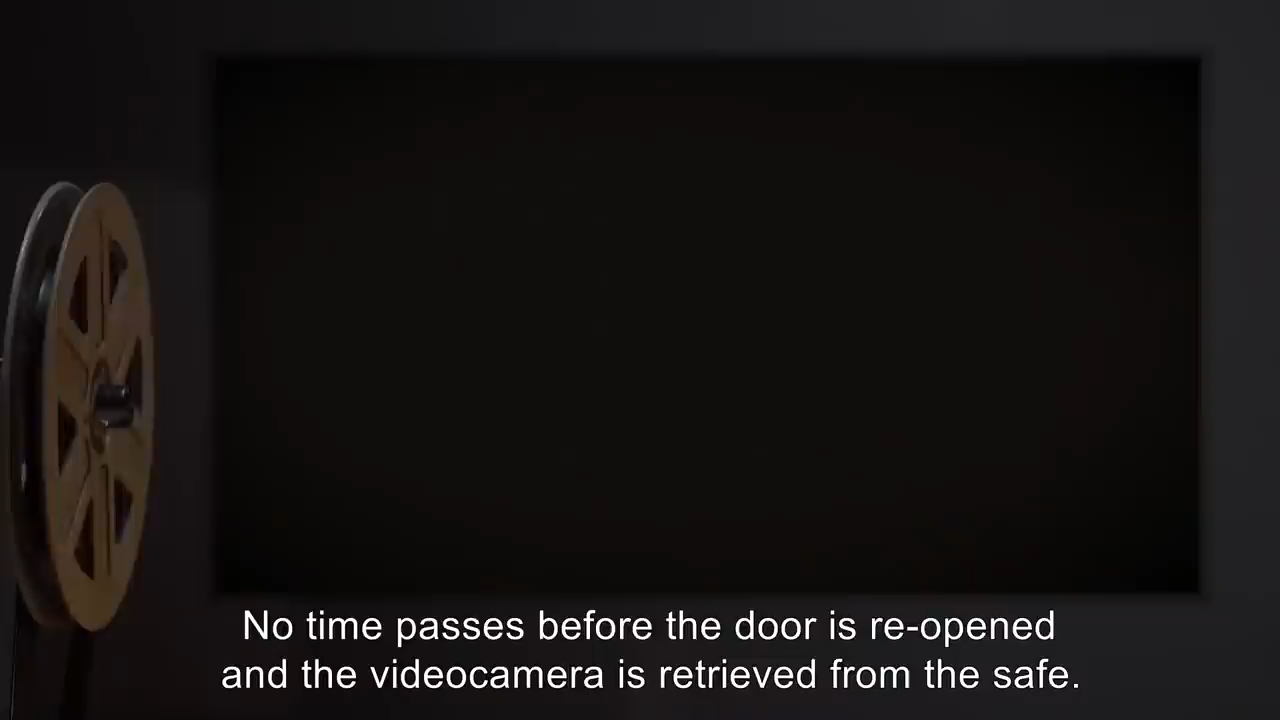 No time passes before the door is re-opened
and the videocamera is retrieved from the safe.